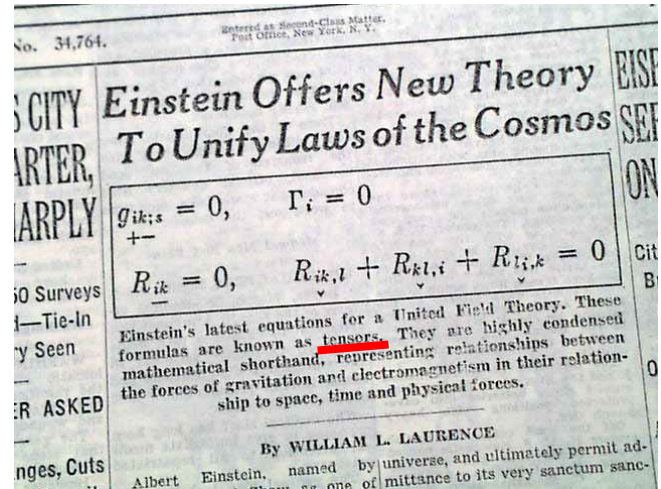 No. 34,764.
Entered as Second-Class Matter,
Post Office, New York, N. Y.
S CITY
ARTER,
ARPLY
50 Surveys
Tie-In
y Seen
ER ASKED
nges, Cuts
Einstein Offers New Theory
To Unify Laws of the Cosmos
g_{ik;s} = 0, Γ_i = 0
+−
R_{ik} = 0, R_{ik,l} + R_{kl,i} + R_{li,k} = 0
Einstein's latest equations for a United Field Theory. These
formulas are known as tensors. They are highly condensed
mathematical shorthand, representing relationships between
the forces of gravitation and electromagnetism in their relation-
ship to space, time and physical forces.
By WILLIAM L. LAURENCE
Albert Einstein, named by
as one of
universe, and ultimately permit ad-
mittance to its very sanctum sanc-
EISE
SEE
ON
Cit